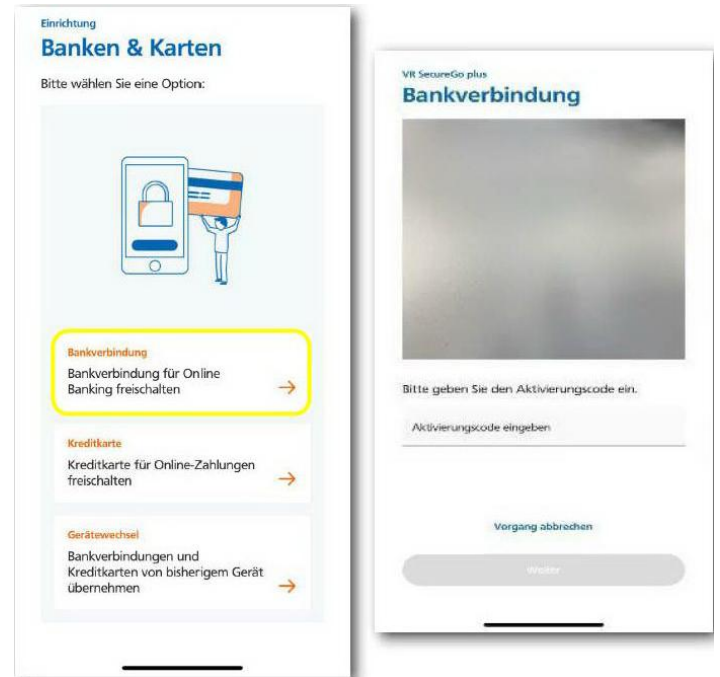 Einrichtung
Banken & Karten
Bitte wählen Sie eine Option:
Bankverbindung
Bankverbindung für Online
Banking freischalten
Kreditkarte
Kreditkarte für Online-Zahlungen
freischalten
Gerätewechsel
Bankverbindungen und
Kreditkarten von bisherigem Gerät
übernehmen
VR SecureGo plus
Bankverbindung
Bitte geben Sie den Aktivierungscode ein.
Aktivierungscode eingeben
Vorgang abbrechen
Weiter